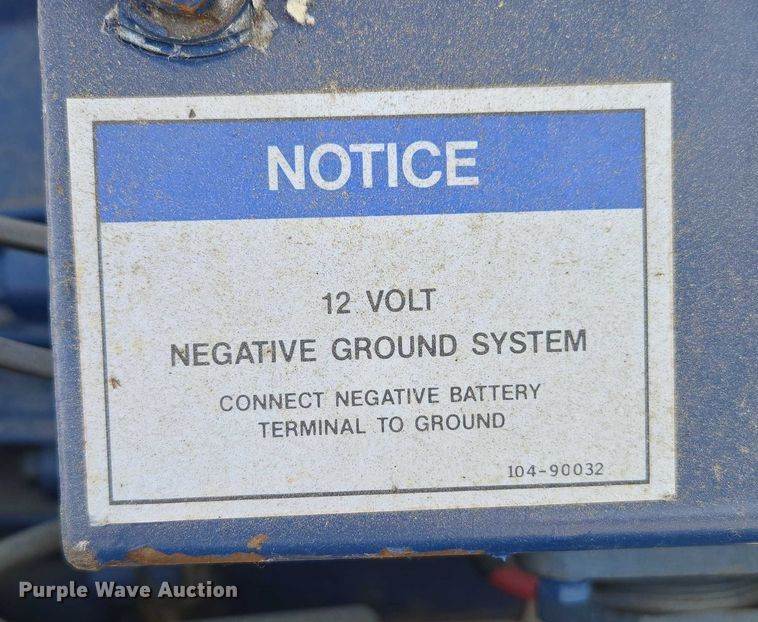 NOTICE
12 VOLT
NEGATIVE GROUND SYSTEM
CONNECT NEGATIVE BATTERY
TERMINAL TO GROUND
104-90032
Purple Wave Auction